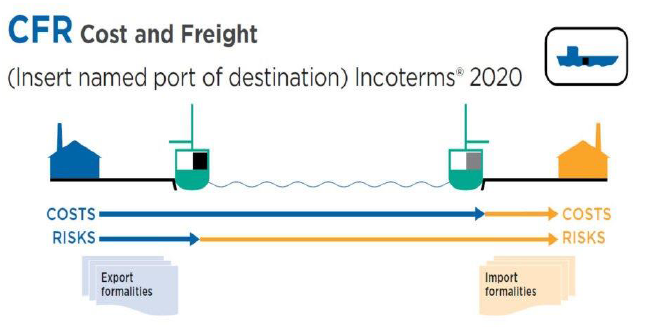 CFR Cost and Freight
(Insert named port of destination) Incoterms® 2020
COSTS COSTS
RISKS RISKS
Export
formalities
Import
formalities